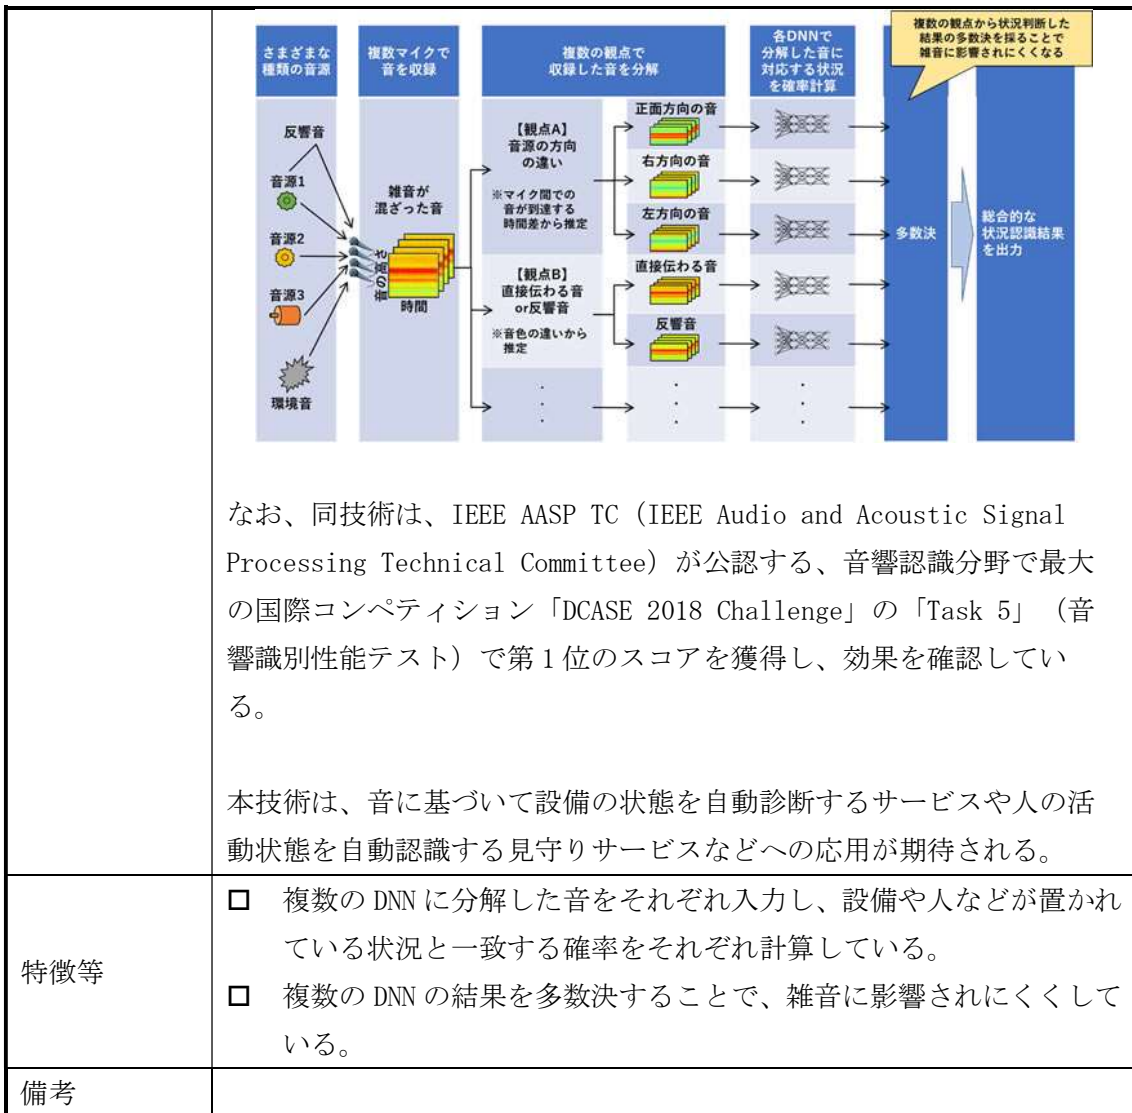 さまざまな
種類の音源
複数マイクで
音を収録
複数の観点で
収録した音を分解
各DNNで
分解した音に
対応する状況
を確率計算
複数の観点から状況判断した
結果の多数決を採ることで
雑音に影響されにくくなる
反響音
音源1
音源2
音源3
環境音
雑音が
混ざった音
音の高さ
時間
【観点A】
音源の方向
の違い
※マイク間での
音が到達する
時間差から推定
【観点B】
直接伝わる音
or反響音
※音色の違いから
推定
正面方向の音
右方向の音
左方向の音
直接伝わる音
反響音
多数決
総合的な
状況認識結果
を出力
なお、同技術は、IEEE AASP TC（IEEE Audio and Acoustic Signal
Processing Technical Committee）が公認する、音響認識分野で最大
の国際コンペティション「DCASE 2018 Challenge」の「Task 5」（音
響識別性能テスト）で第1位のスコアを獲得し、効果を確認してい
る。
本技術は、音に基づいて設備の状態を自動診断するサービスや人の活
動状態を自動認識する見守りサービスなどへの応用が期待される。
特徴等
□ 複数の DNN に分解した音をそれぞれ入力し、設備や人などが置かれ
ている状況と一致する確率をそれぞれ計算している。
□ 複数の DNN の結果を多数決することで、雑音に影響されにくくして
いる。
備考